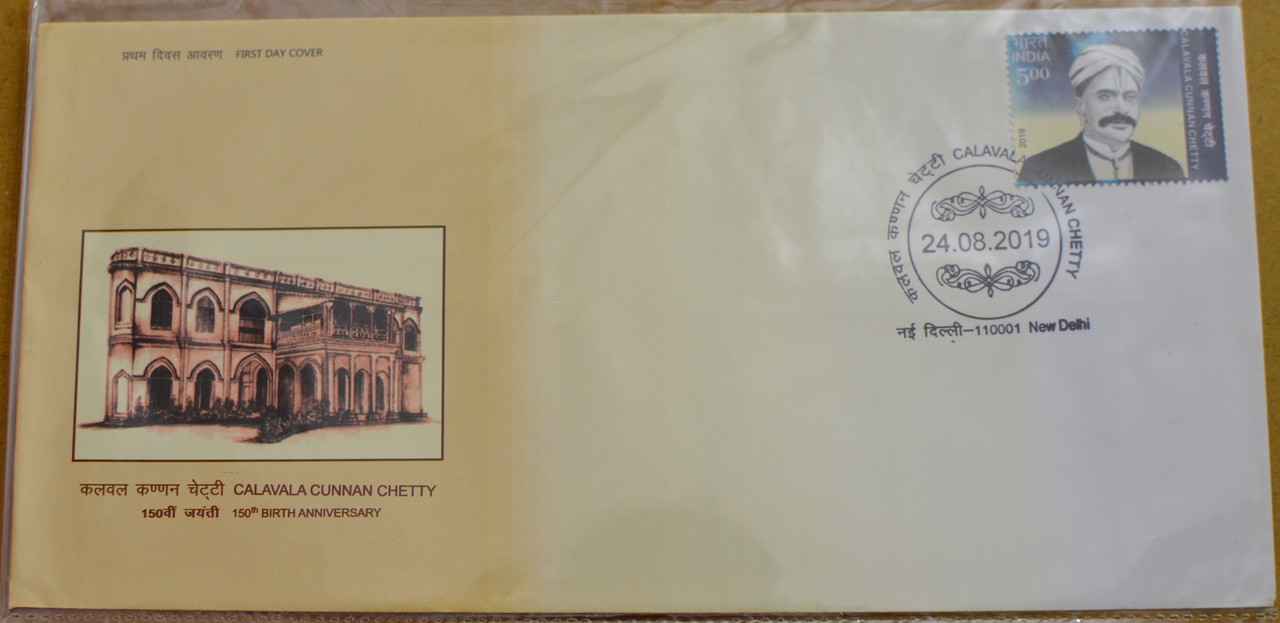 प्रथम दिवस आवरण FIRST DAY COVER
भारत
INDIA
5.00
2019
कलवल कण्णन चेट्टी
CALAVALA CUNNAN CHETTY
कलवल कण्णन चेट्टी CALAVALA CUNNAN CHETTY
24.08.2019
नई दिल्ली-110001 New Delhi
कलवल कण्णन चेट्टी CALAVALA CUNNAN CHETTY
150वीं जयंती 150th BIRTH ANNIVERSARY